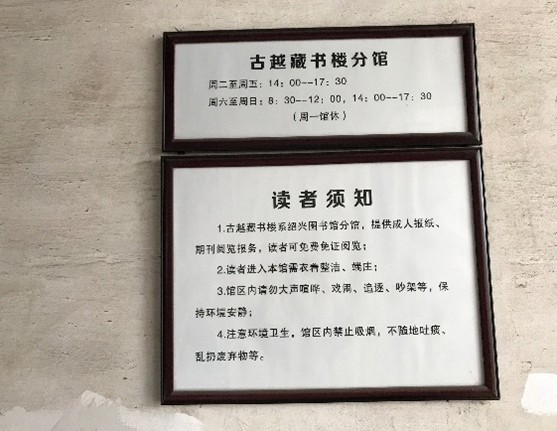 古越藏书楼分馆
周二至周五：14：00--17：30
周六至周日：8：30--12：00，14：00--17：30
（周一馆休）
读者须知
1.古越藏书楼系绍兴图书馆分馆，提供成人报纸、
期刊阅览报务，读者可免费免证阅览；
2.读者进入本馆需衣着整洁、端庄；
3.馆区内请勿大声喧哗、戏闹、追逐、吵架等，保
持环境安静；
4.注意环境卫生，馆区内禁止吸烟，不随地吐痰、
乱扔废弃物等。